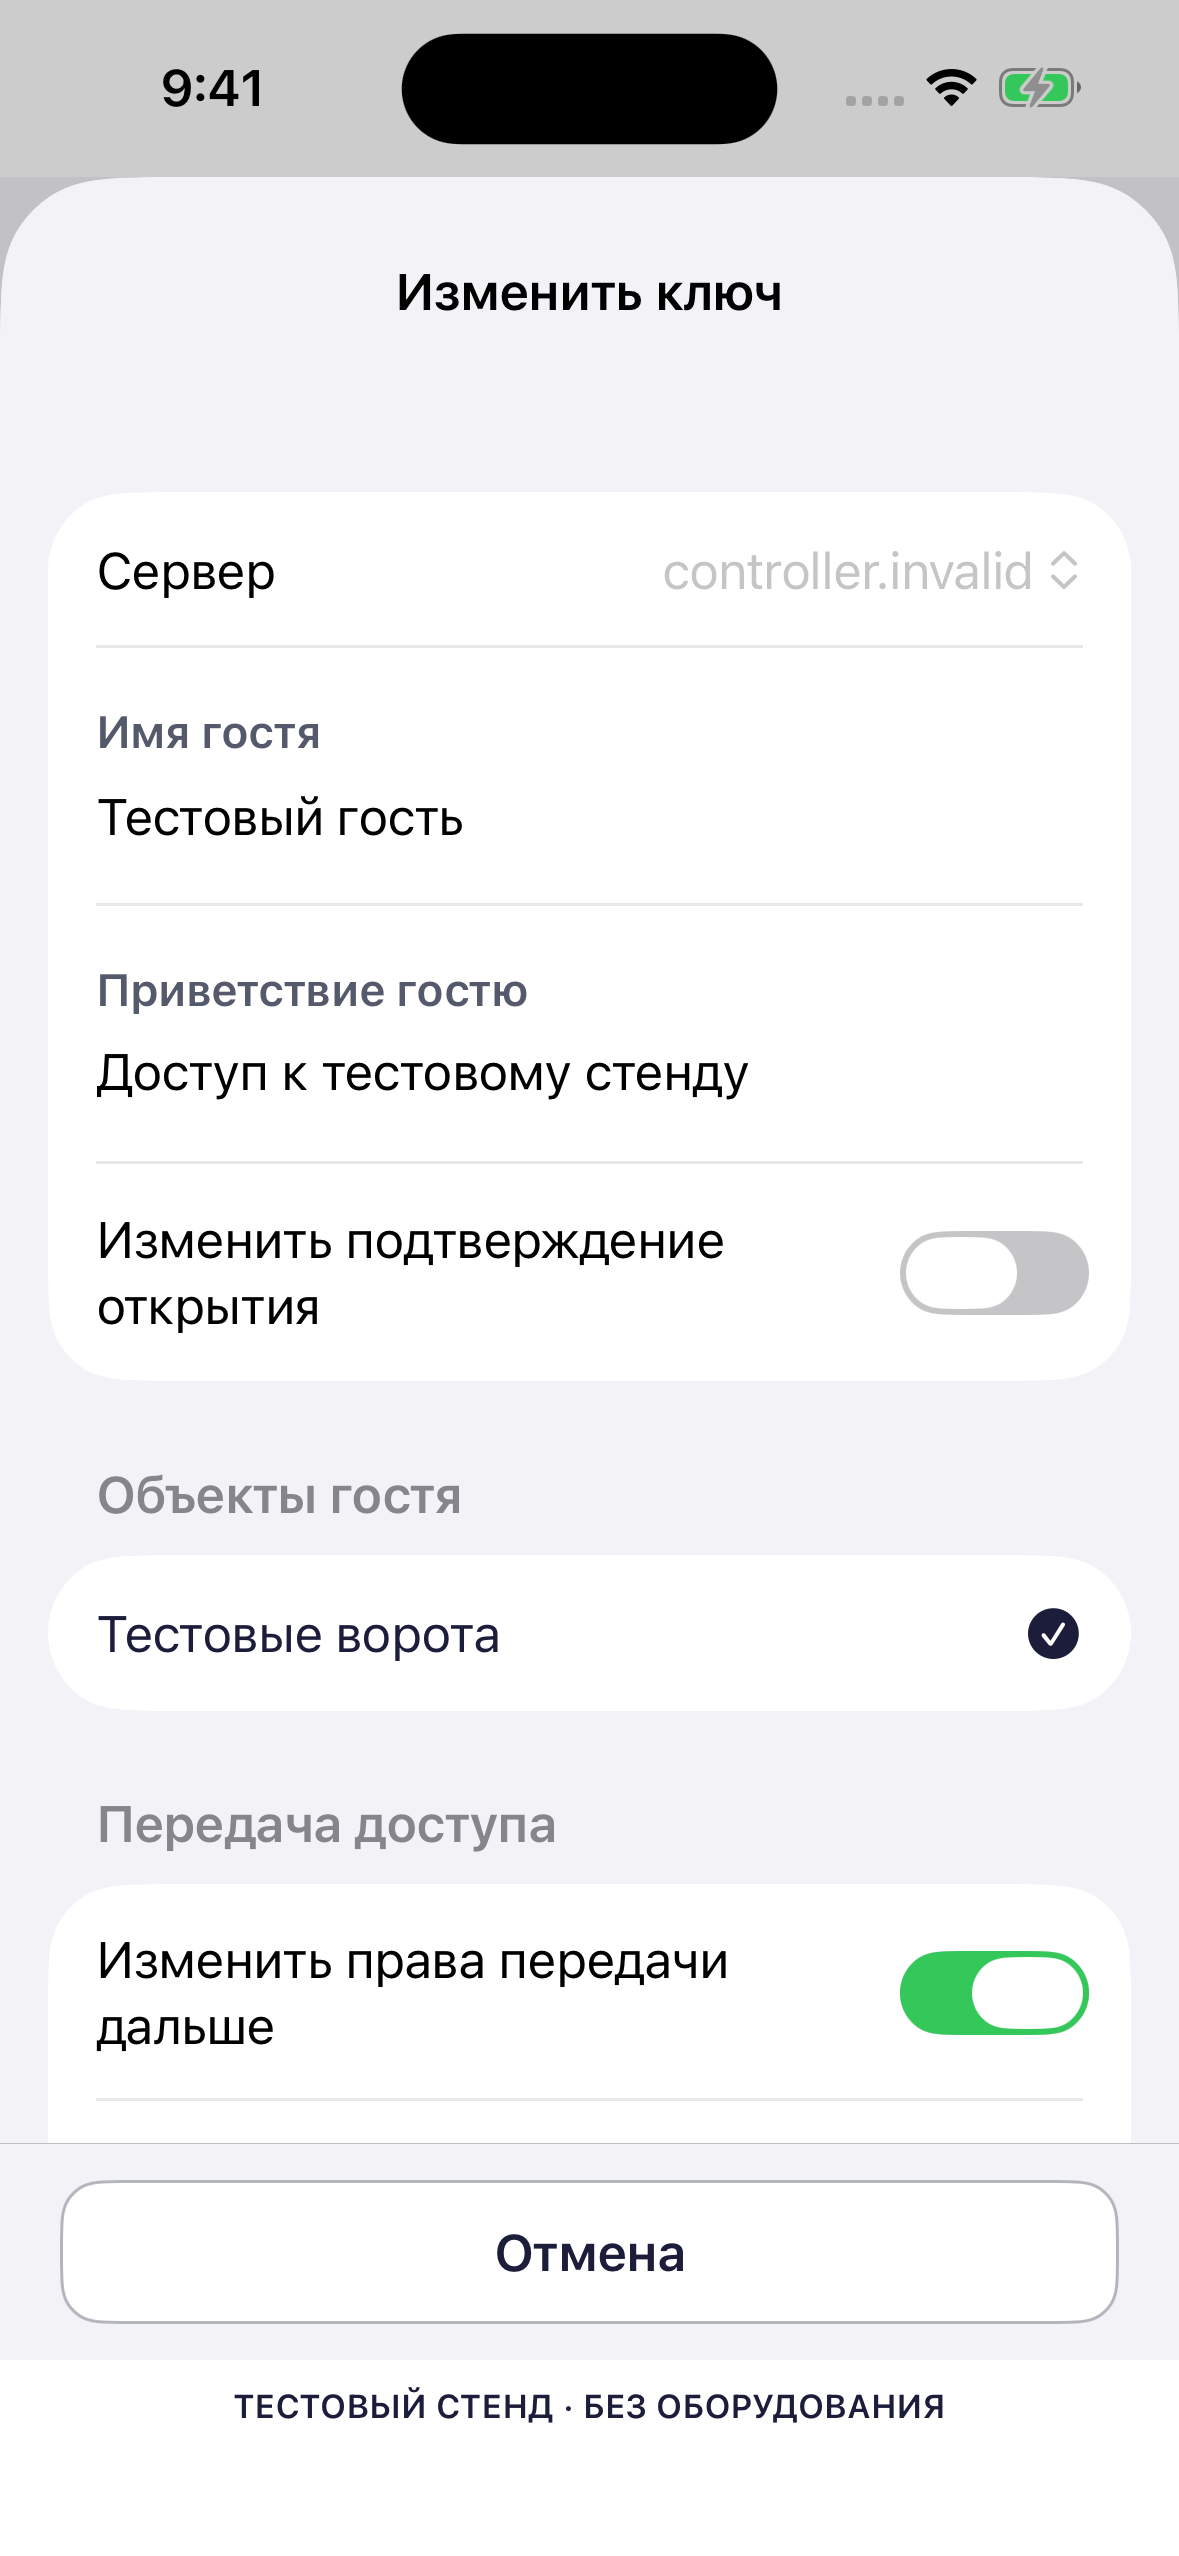 9:41
Изменить ключ
Сервер controller.invalid
Имя гостя
Тестовый гость
Приветствие гостю
Доступ к тестовому стенду
Изменить подтверждение
открытия
Объекты гостя
Тестовые ворота
Передача доступа
Изменить права передачи
дальше
Отмена
ТЕСТОВЫЙ СТЕНД · БЕЗ ОБОРУДОВАНИЯ